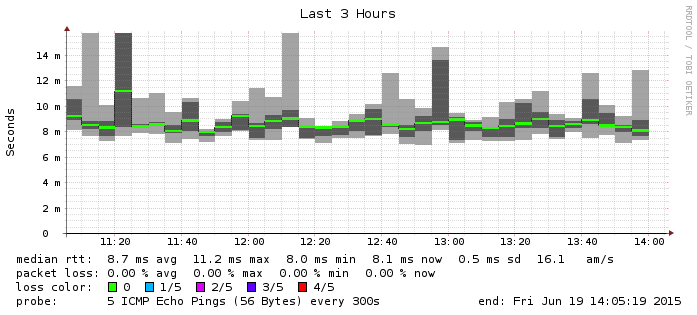 Last 3 Hours
RRDTOOL / TOBI OETIKER
Seconds
14 m
12 m
10 m
8 m
6 m
4 m
2 m
0
11:20 11:40 12:00 12:20 12:40 13:00 13:20 13:40 14:00
median rtt: 8.7 ms avg 11.2 ms max 8.0 ms min 8.1 ms now 0.5 ms sd 16.1 am/s
packet loss: 0.00 % avg 0.00 % max 0.00 % min 0.00 % now
loss color: 0 1/5 2/5 3/5 4/5
probe: 5 ICMP Echo Pings (56 Bytes) every 300s end: Fri Jun 19 14:05:19 2015